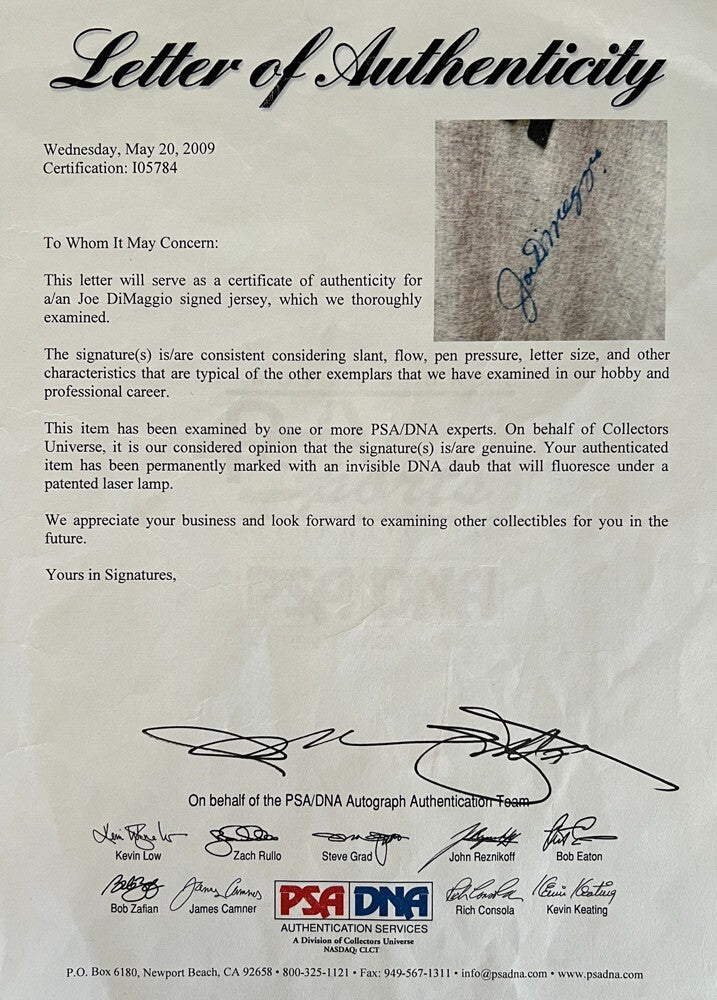 Letter of Authenticity
Wednesday, May 20, 2009
Certification: I05784
Joe DiMaggio
To Whom It May Concern:
This letter will serve as a certificate of authenticity for
a/an Joe DiMaggio signed jersey, which we thoroughly
examined.
The signature(s) is/are consistent considering slant, flow, pen pressure, letter size, and other
characteristics that are typical of the other exemplars that we have examined in our hobby and
professional career.
This item has been examined by one or more PSA/DNA experts. On behalf of Collectors
Universe, it is our considered opinion that the signature(s) is/are genuine. Your authenticated
item has been permanently marked with an invisible DNA daub that will fluoresce under a
patented laser lamp.
We appreciate your business and look forward to examining other collectibles for you in the
future.
Yours in Signatures,
On behalf of the PSA/DNA Autograph Authentication Team
Kevin Low Zach Rullo Steve Grad John Reznikoff Bob Eaton
James Camner Kevin Keating
Bob Zafian James Camner PSA DNA Rich Consola Kevin Keating
AUTHENTICATION SERVICES
A Division of Collectors Universe
NASDAQ: CLCT
P.O. Box 6180, Newport Beach, CA 92658 • 800-325-1121 • Fax: 949-567-1311 • info@psadna.com • www.psadna.com